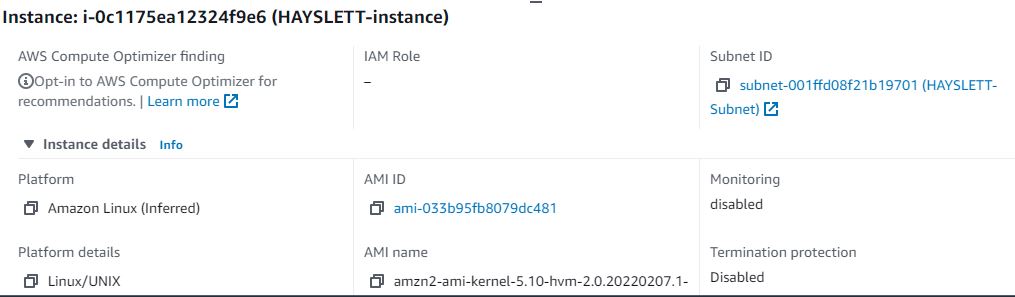 Instance: i-0c1175ea12324f9e6 (HAYSLETT-instance)
AWS Compute Optimizer finding
Opt-in to AWS Compute Optimizer for
recommendations. | Learn more
IAM Role
–
Subnet ID
subnet-001ffd08f21b19701 (HAYSLETT-
Subnet)
Instance details Info
Platform
Amazon Linux (Inferred)
AMI ID
ami-033b95fb8079dc481
Monitoring
disabled
Platform details
Linux/UNIX
AMI name
amzn2-ami-kernel-5.10-hvm-2.0.20220207.1-
Termination protection
Disabled